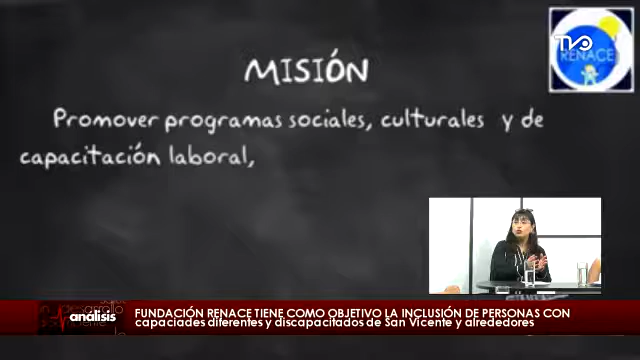 MISIÓN
TVO
RENACE
Promover programas sociales, culturales y de
capacitación laboral,
análisis
FUNDACIÓN RENACE TIENE COMO OBJETIVO LA INCLUSIÓN DE PERSONAS CON
capaciades diferentes y discapacitados de San Vicente y alrededores